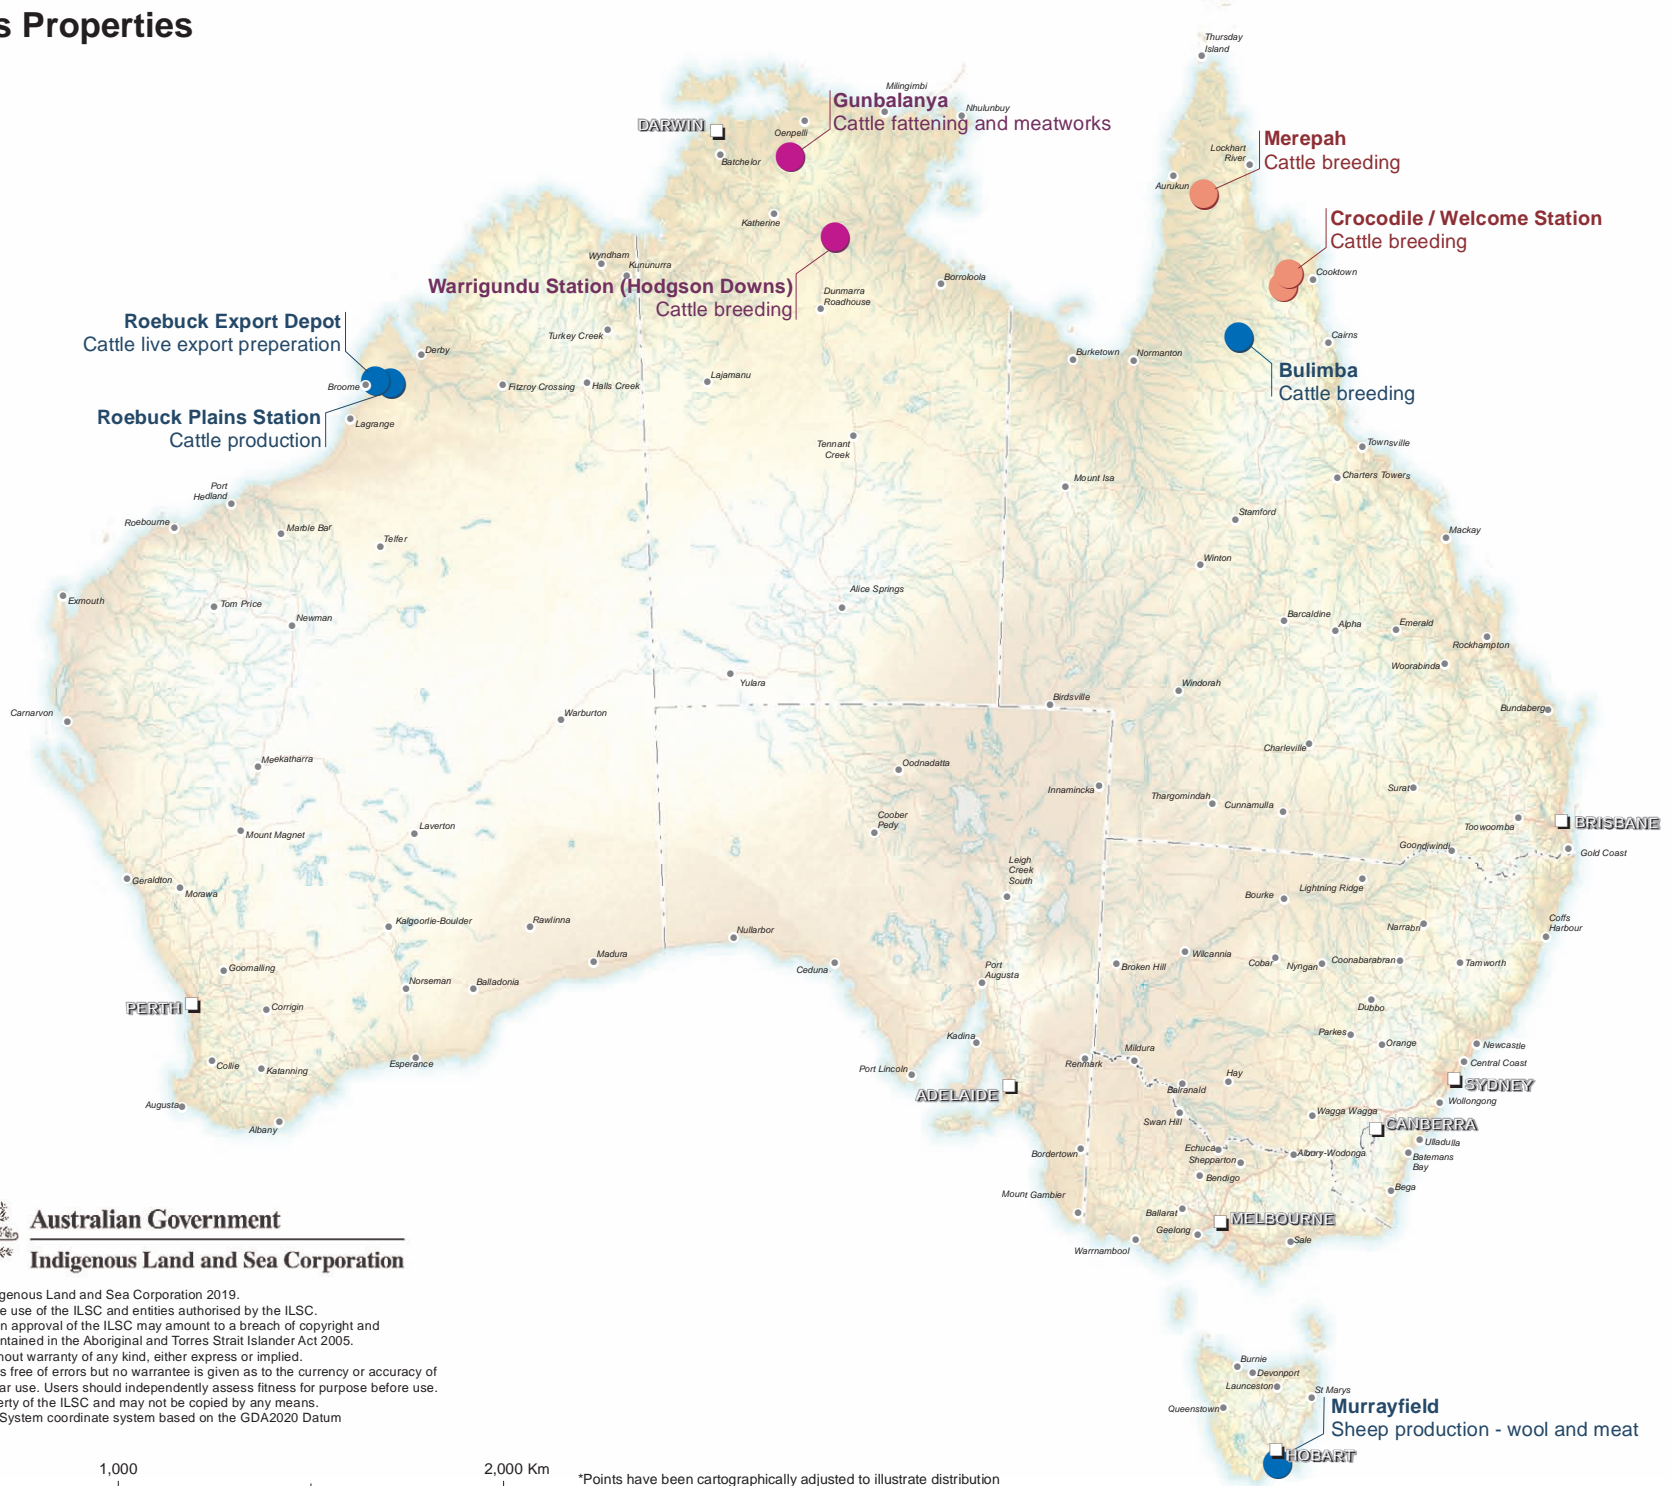 s Properties
Thursday
Island
Milingimbi
Gunbalanya
Cattle fattening and meatworks
Nhulunbuy
DARWIN
Oenpelli
Batchelor
Merepah
Cattle breeding
Lockhart
River
Aurukun
Katherine
Crocodile / Welcome Station
Cattle breeding
Cooktown
Wyndham
Kununurra
Warrigundu Station (Hodgson Downs)
Cattle breeding
Borroloola
Dunmarra
Roadhouse
Roebuck Export Depot
Cattle live export preperation
Turkey Creek
Derby
Cairns
Burketown
Normanton
Bulimba
Cattle breeding
Broome
Fitzroy Crossing
Halls Creek
Lajamanu
Roebuck Plains Station
Cattle production
Lagrange
Tennant
Creek
Townsville
Mount Isa
Charters Towers
Port
Hedland
Roebourne
Marble Bar
Telfer
Stamford
Mackay
Winton
Exmouth
Tom Price
Newman
Alice Springs
Barcaldine
Alpha
Emerald
Rockhampton
Woorabinda
Yulara
Windorah
Birdsville
Carnarvon
Warburton
Bundaberg
Charleville
Meekatharra
Oodnadatta
Innamincka
Thargomindah
Cunnamulla
Surat
Mount Magnet
Laverton
Coober
Pedy
Toowoomba
BRISBANE
Goondiwindi
Gold Coast
Leigh
Creek
South
Geraldton
Morawa
Bourke
Lightning Ridge
Kalgoorlie-Boulder
Rawlinna
Nullarbor
Narrabri
Coffs
Harbour
Madura
Ceduna
Goomalling
Norseman
Balladonia
Port
Augusta
Broken Hill
Wilcannia
Cobar
Nyngan
Coonabarabran
Tamworth
PERTH
Corrigin
Dubbo
Kadina
Parkes
Orange
Newcastle
Mildura
Renmark
Central Coast
Collie
Katanning
Esperance
Port Lincoln
ADELAIDE
Balranald
Hay
SYDNEY
Augusta
Albany
Wollongong
Swan Hill
Wagga Wagga
CANBERRA
Ulladulla
Bordertown
Echuca
Shepparton
Albury-Wodonga
Batemans
Bay
Bendigo
Bega
Mount Gambier
Ballarat
Geelong
MELBOURNE
Sale
Warrnambool
Australian Government
Indigenous Land and Sea Corporation
genous Land and Sea Corporation 2019.
e use of the ILSC and entities authorised by the ILSC.
n approval of the ILSC may amount to a breach of copyright and
ntained in the Aboriginal and Torres Strait Islander Act 2005.
hout warranty of any kind, either express or implied.
s free of errors but no warrantee is given as to the currency or accuracy of
ar use. Users should independently assess fitness for purpose before use.
erty of the ILSC and may not be copied by any means.
System coordinate system based on the GDA2020 Datum
Burnie
Devonport
Launceston
St Marys
Queenstown
Murrayfield
Sheep production - wool and meat
HOBART
1,000
2,000 Km
*Points have been cartographically adjusted to illustrate distribution